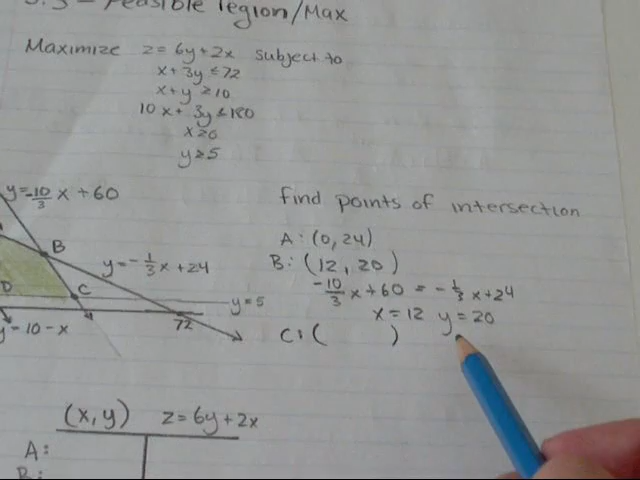 5.3 - Feasible region/Max
Maximize z = 6y + 2x subject to
x + 3y ≤ 72
x + y ≥ 10
10x + 3y ≤ 180
x ≥ 0
y ≥ 5
y = -10/3 x + 60
find points of intersection
A: (0, 24)
B
y = -1/3 x + 24
B: (12, 20)
D
C
y = 5
-10/3 x + 60 = -1/3 x + 24
72
x = 12 y = 20
y = 10 - x
C: ( )
(x, y) z = 6y + 2x
A:
B: